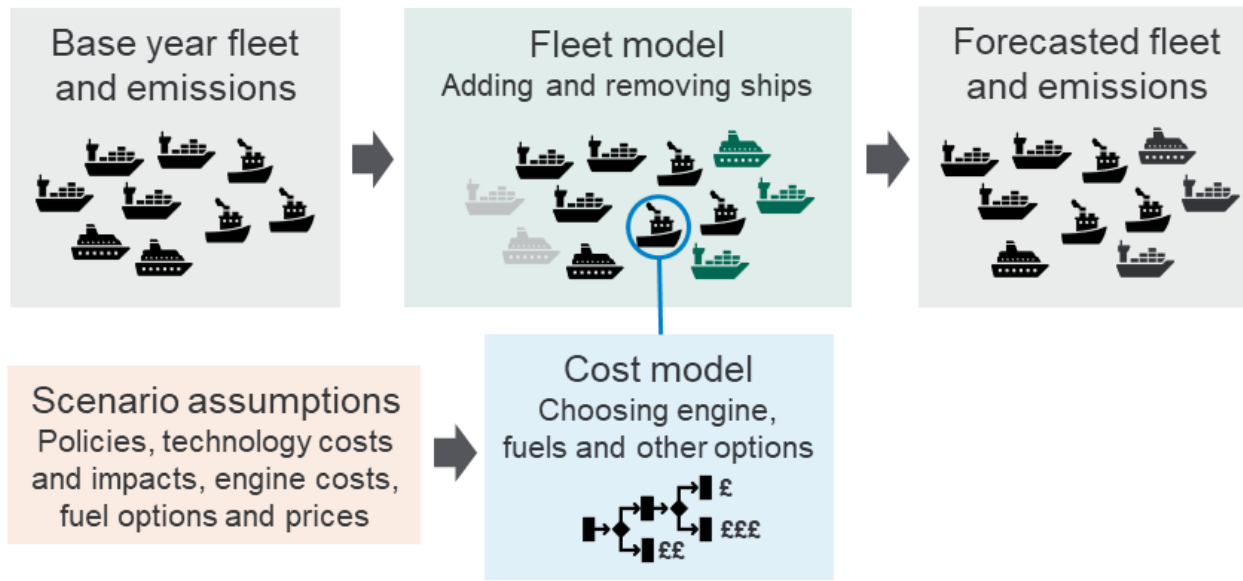 Base year fleet
and emissions
Fleet model
Adding and removing ships
Forecasted fleet
and emissions
Scenario assumptions
Policies, technology costs
and impacts, engine costs,
fuel options and prices
Cost model
Choosing engine,
fuels and other options
£
£££
££